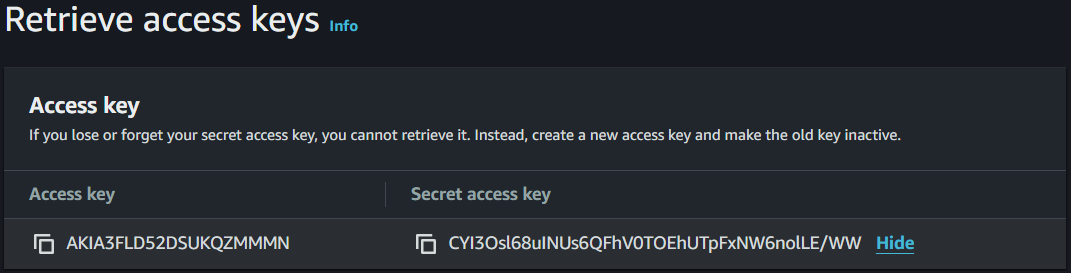 Retrieve access keys Info
Access key
If you lose or forget your secret access key, you cannot retrieve it. Instead, create a new access key and make the old key inactive.
Access key Secret access key
AKIA3FLD52DSUKQZMMMN CYI3Osl68uINUs6QFhV0TOEhUTpFxNW6nolLE/WW Hide